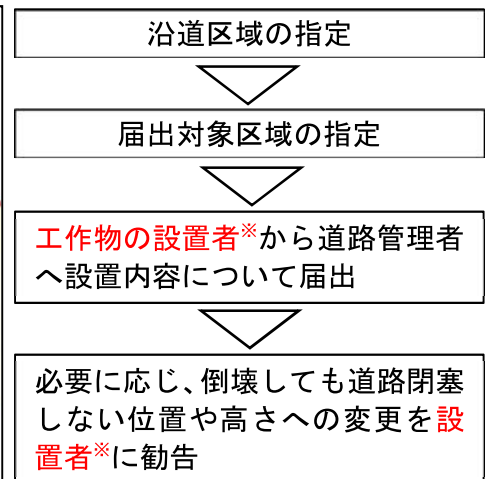 沿道区域の指定
届出対象区域の指定
工作物の設置者※から道路管理者
へ設置内容について届出
必要に応じ、倒壊しても道路閉塞
しない位置や高さへの変更を設
置者※に勧告